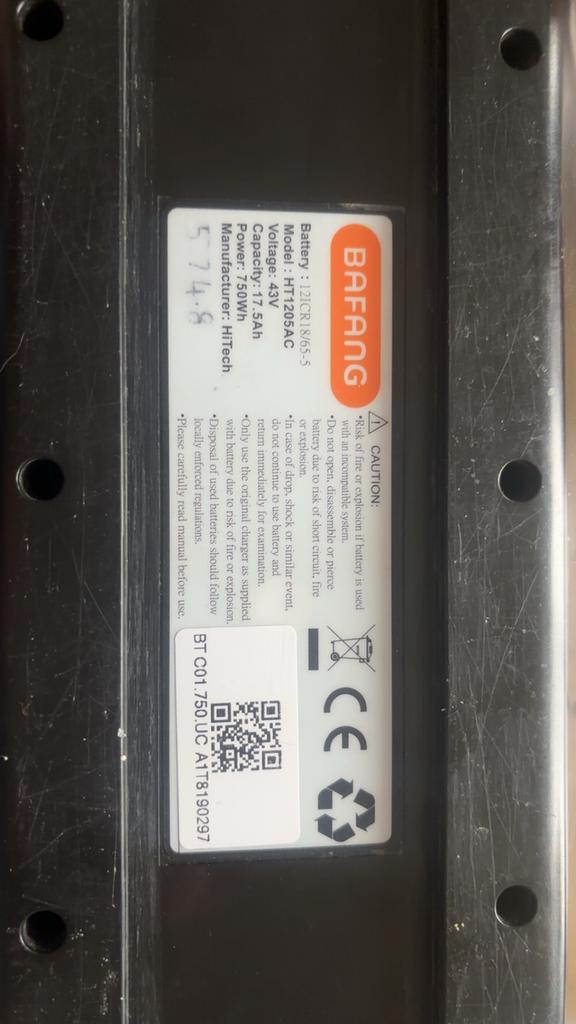 BAFANG
Battery : 12ICR18/65-5
Model : HT1205AC
Voltage: 43V
Capacity: 17.5Ah
Power: 750Wh
Manufacturer: HiTech
5 7 4.8
CAUTION:
•Risk of fire or explosion if battery is used
with an incompatible system.
•Do not open, disassemble or pierce
battery due to risk of short circuit, fire
or explosion.
•In case of drop, shock or similar event,
do not continue to use battery and
return immediately for examination.
•Only use the original charger as supplied
with battery due to risk of fire or explosion.
•Disposal of used batteries should follow
locally enforced regulations.
•Please carefully read manual before use.
CE
BT C01.750.UC A1T8190297